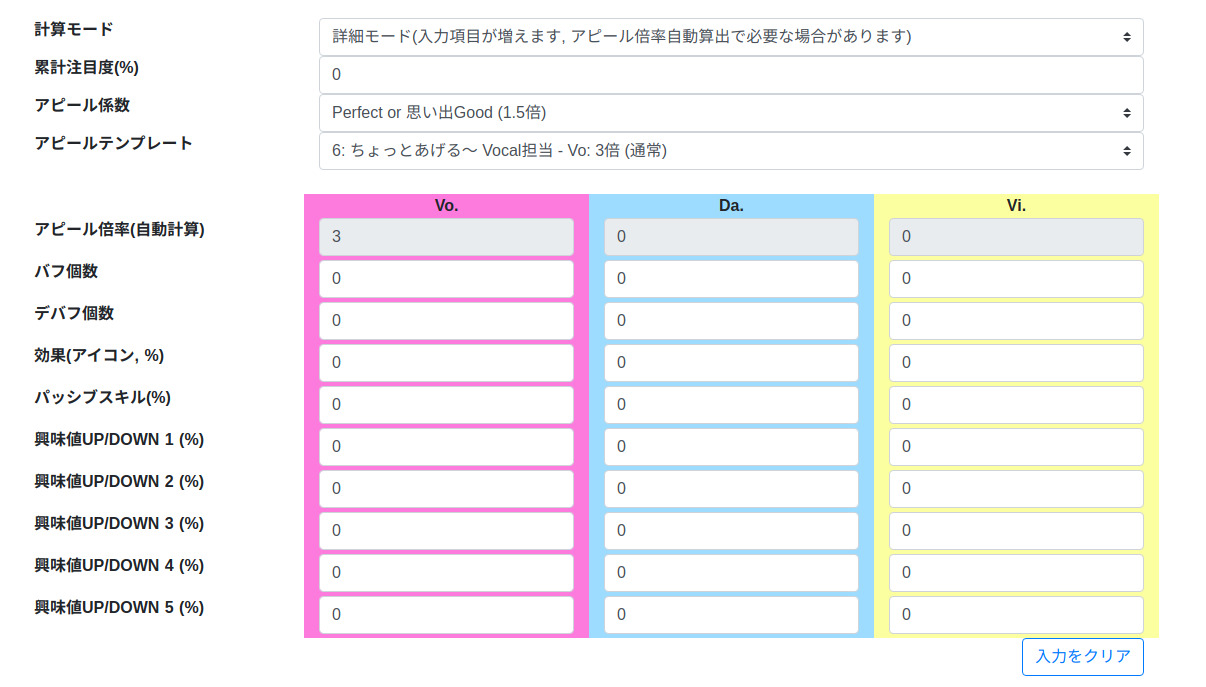 計算モード 詳細モード(入力項目が増えます, アピール倍率自動算出で必要な場合があります)
累計注目度(%) 0
アピール係数 Perfect or 思い出Good (1.5倍)
アピールテンプレート 6: ちょっとあげる〜 Vocal担当 - Vo: 3倍 (通常)
Vo. Da. Vi.
アピール倍率(自動計算) 3 0 0
バフ個数 0 0 0
デバフ個数 0 0 0
効果(アイコン, %) 0 0 0
パッシブスキル(%) 0 0 0
興味値UP/DOWN 1 (%) 0 0 0
興味値UP/DOWN 2 (%) 0 0 0
興味値UP/DOWN 3 (%) 0 0 0
興味値UP/DOWN 4 (%) 0 0 0
興味値UP/DOWN 5 (%) 0 0 0
入力をクリア